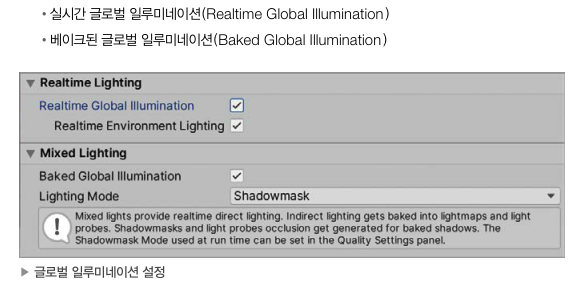 • 실시간 글로벌 일루미네이션(Realtime Global Illumination)
• 베이크된 글로벌 일루미네이션(Baked Global Illumination)
▼ Realtime Lighting
Realtime Global Illumination ✓
Realtime Environment Lighting ✓
▼ Mixed Lighting
Baked Global Illumination ✓
Lighting Mode Shadowmask
Mixed lights provide realtime direct lighting. Indirect lighting gets baked into lightmaps and light
probes. Shadowmasks and light probes occlusion get generated for baked shadows. The
Shadowmask Mode used at run time can be set in the Quality Settings panel.
▶ 글로벌 일루미네이션 설정